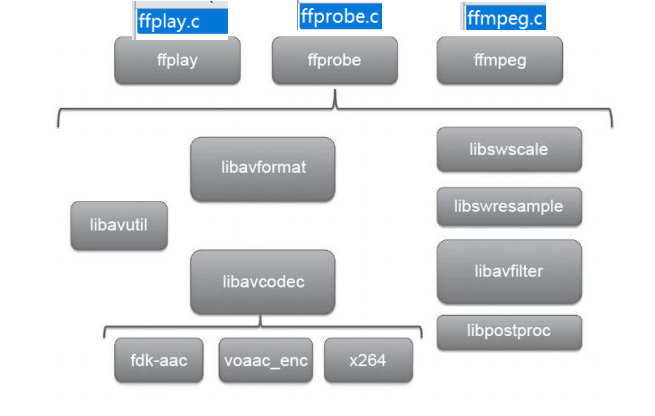 ffplay.c
ffprobe.c
ffmpeg.c
ffplay
ffprobe
ffmpeg
libavformat
libswscale
libswresample
libavutil
libavfilter
libavcodec
libpostproc
fdk-aac
voaac_enc
x264